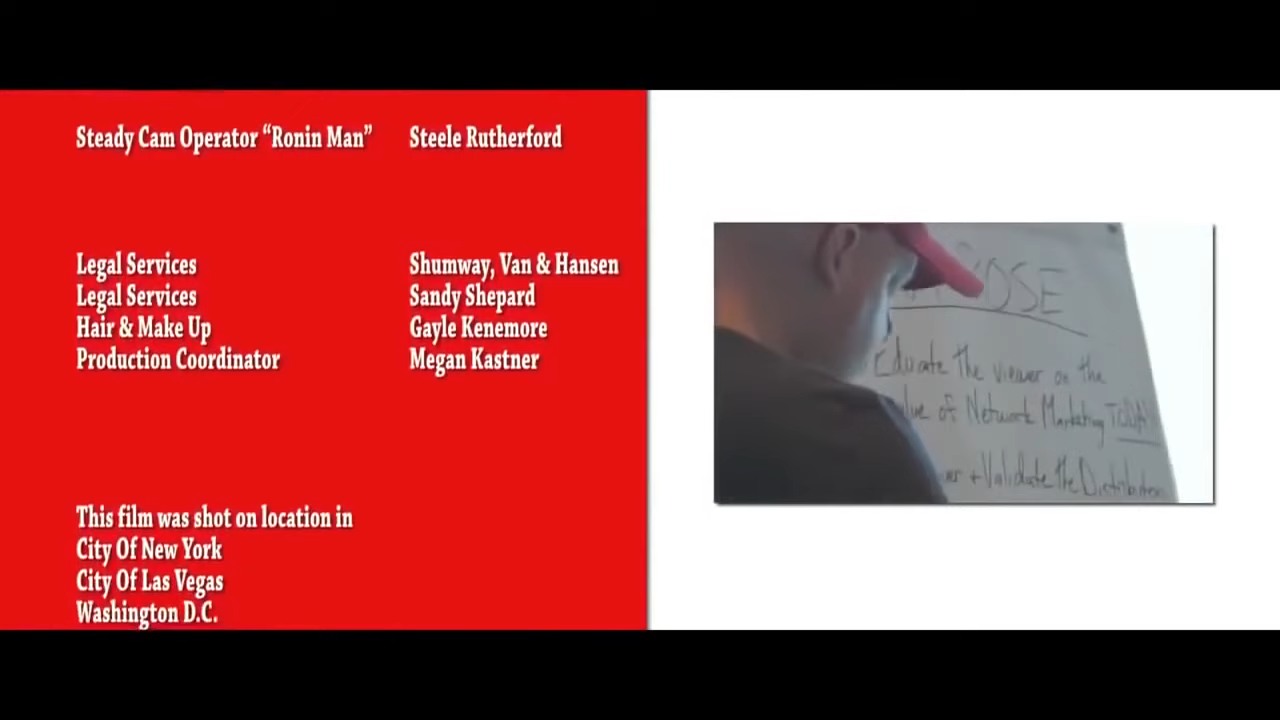 Steady Cam Operator “Ronin Man” Steele Rutherford
Legal Services Shumway, Van & Hansen
Legal Services Sandy Shepard
Hair & Make Up Gayle Kenemore
Production Coordinator Megan Kastner
This film was shot on location in
City Of New York
City Of Las Vegas
Washington D.C.
Educate the viewer on the
of Network Marketing
+ Validate the